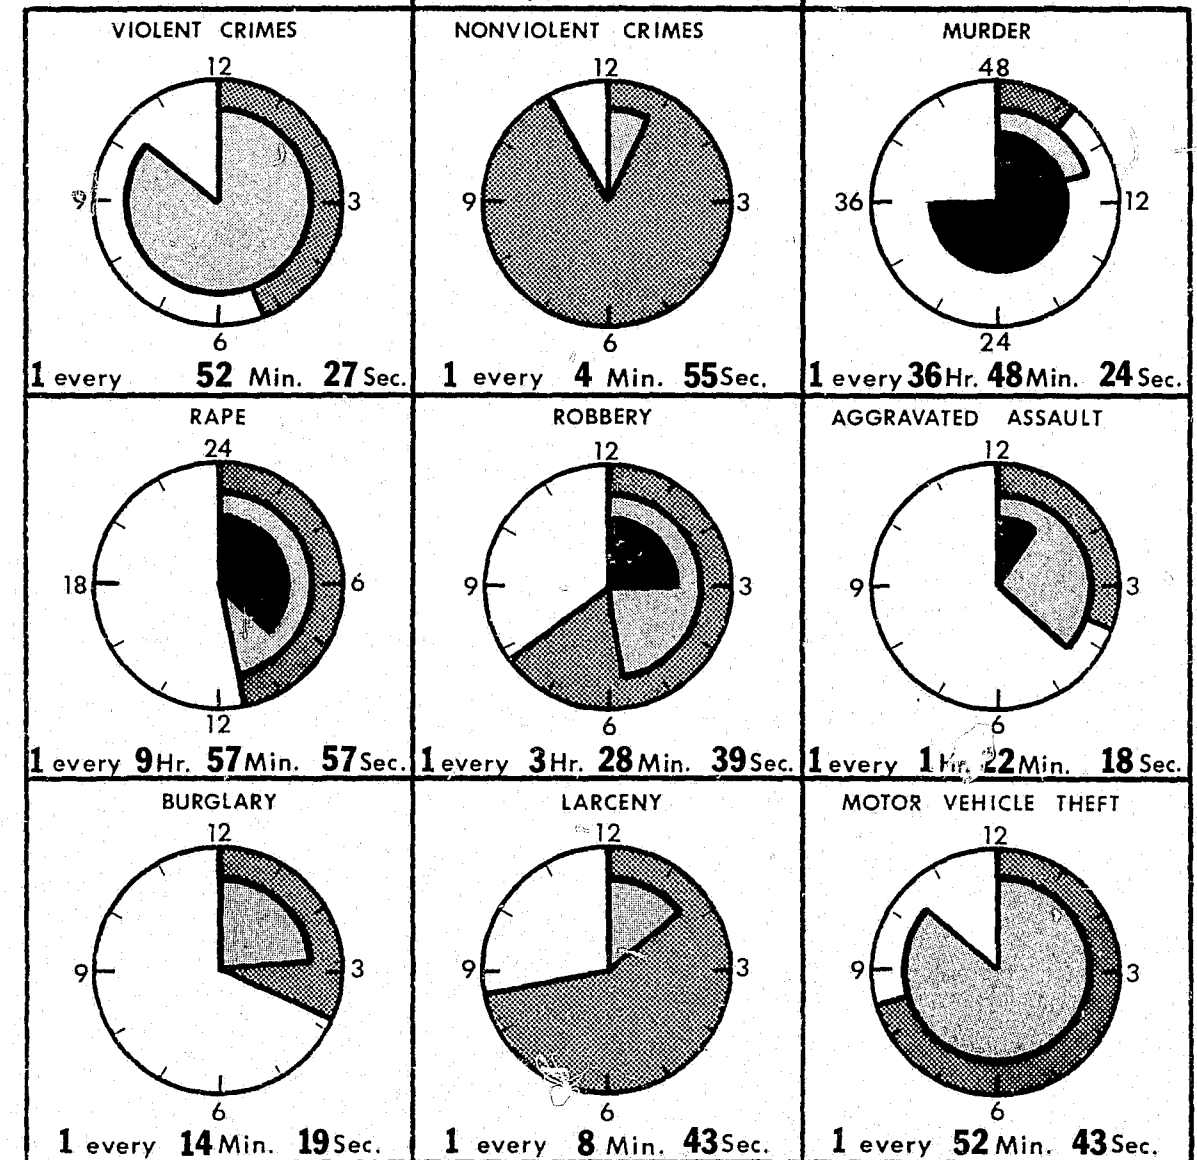 VIOLENT CRIMES
12
9
3
6
1 every 52 Min. 27 Sec.
NONVIOLENT CRIMES
12
9
3
6
1 every 4 Min. 55 Sec.
MURDER
48
36
12
24
1 every 36 Hr. 48 Min. 24 Sec.
RAPE
24
18
6
12
1 every 9 Hr. 57 Min. 57 Sec.
ROBBERY
12
9
3
6
1 every 3 Hr. 28 Min. 39 Sec.
AGGRAVATED ASSAULT
12
9
3
6
1 every 1 Hr. 22 Min. 18 Sec.
BURGLARY
12
9
3
6
1 every 14 Min. 19 Sec.
LARCENY
12
9
3
6
1 every 8 Min. 43 Sec.
MOTOR VEHICLE THEFT
12
9
3
6
1 every 52 Min. 43 Sec.